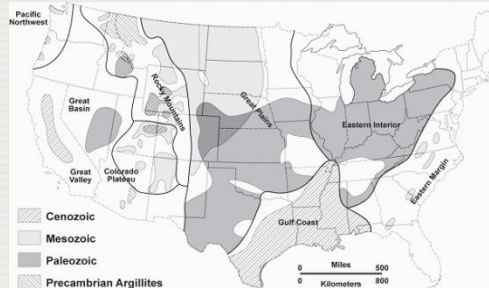 Pacific
Northwest
Rocky Mountains
Great Plains
Great
Basin
Eastern Interior
Great
Valley
Colorado
Plateau
Eastern Margin
Gulf Coast
Cenozoic
Mesozoic
Paleozoic
Precambrian Argillites
Miles
0 500
0 800
Kilometers